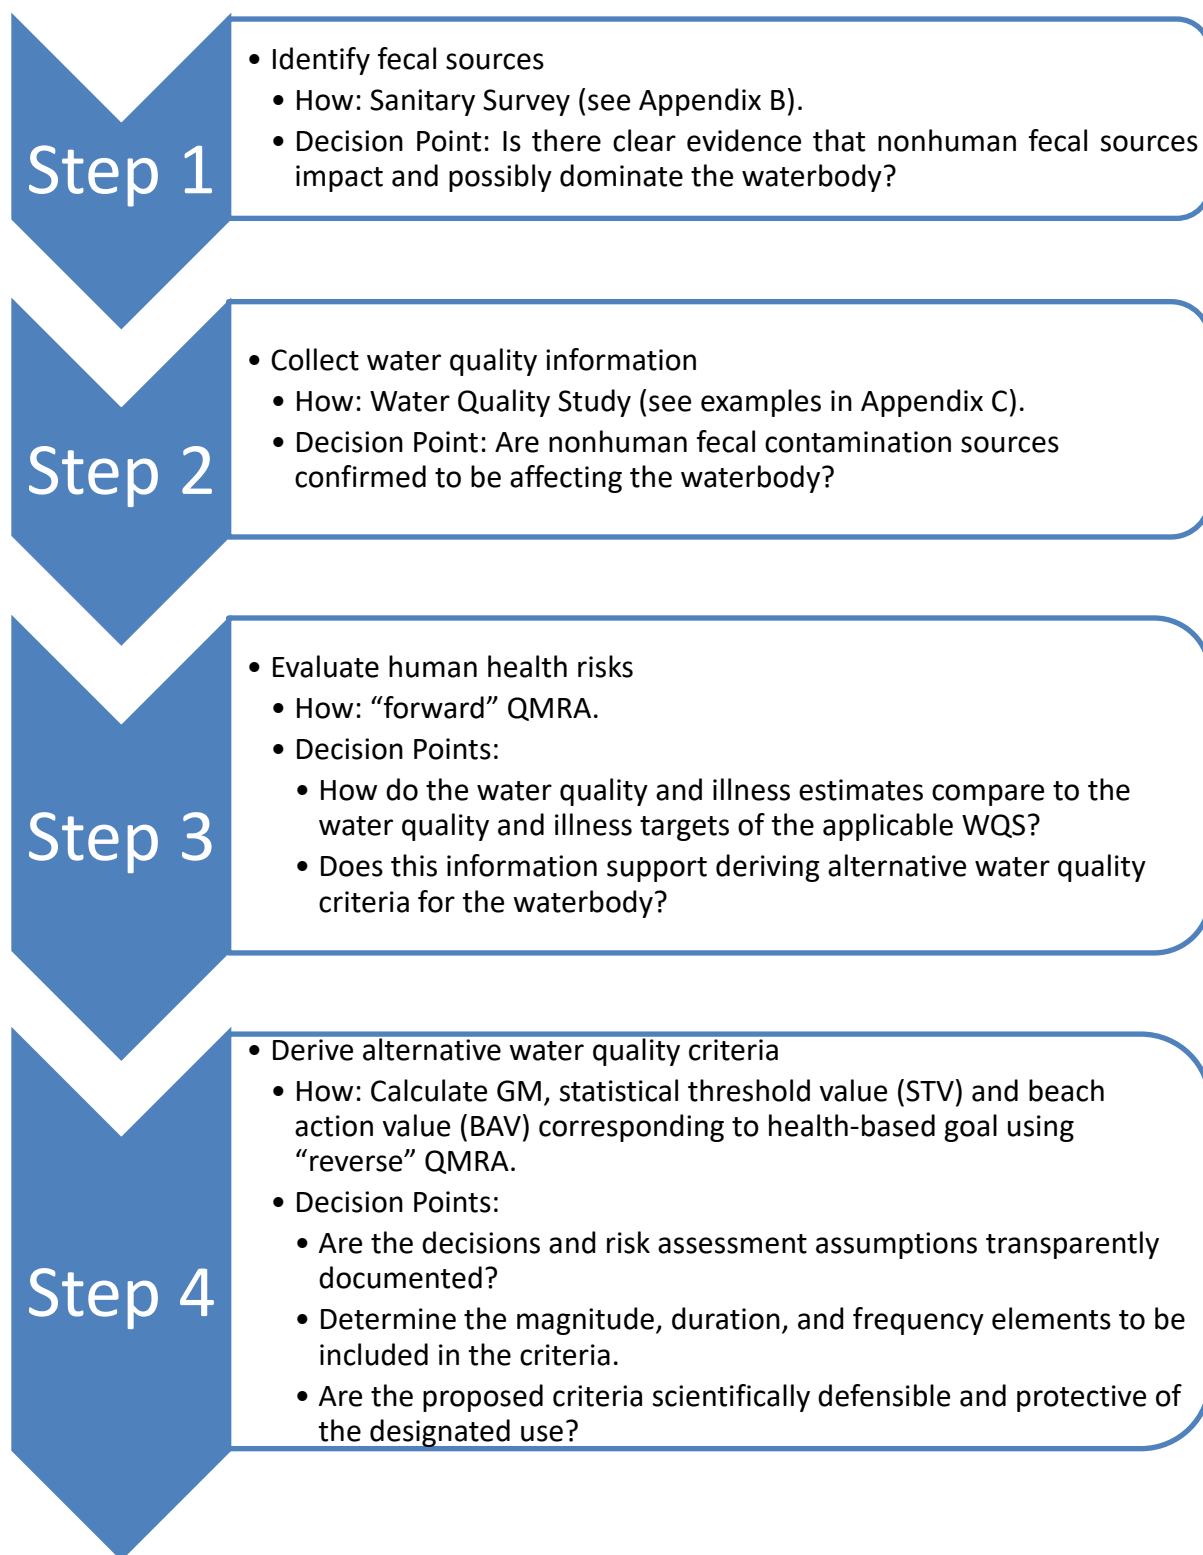 Step 1
• Identify fecal sources
• How: Sanitary Survey (see Appendix B).
• Decision Point: Is there clear evidence that nonhuman fecal sources
impact and possibly dominate the waterbody?
Step 2
• Collect water quality information
• How: Water Quality Study (see examples in Appendix C).
• Decision Point: Are nonhuman fecal contamination sources
confirmed to be affecting the waterbody?
Step 3
• Evaluate human health risks
• How: “forward” QMRA.
• Decision Points:
• How do the water quality and illness estimates compare to the
water quality and illness targets of the applicable WQS?
• Does this information support deriving alternative water quality
criteria for the waterbody?
Step 4
• Derive alternative water quality criteria
• How: Calculate GM, statistical threshold value (STV) and beach
action value (BAV) corresponding to health-based goal using
“reverse” QMRA.
• Decision Points:
• Are the decisions and risk assessment assumptions transparently
documented?
• Determine the magnitude, duration, and frequency elements to be
included in the criteria.
• Are the proposed criteria scientifically defensible and protective of
the designated use?